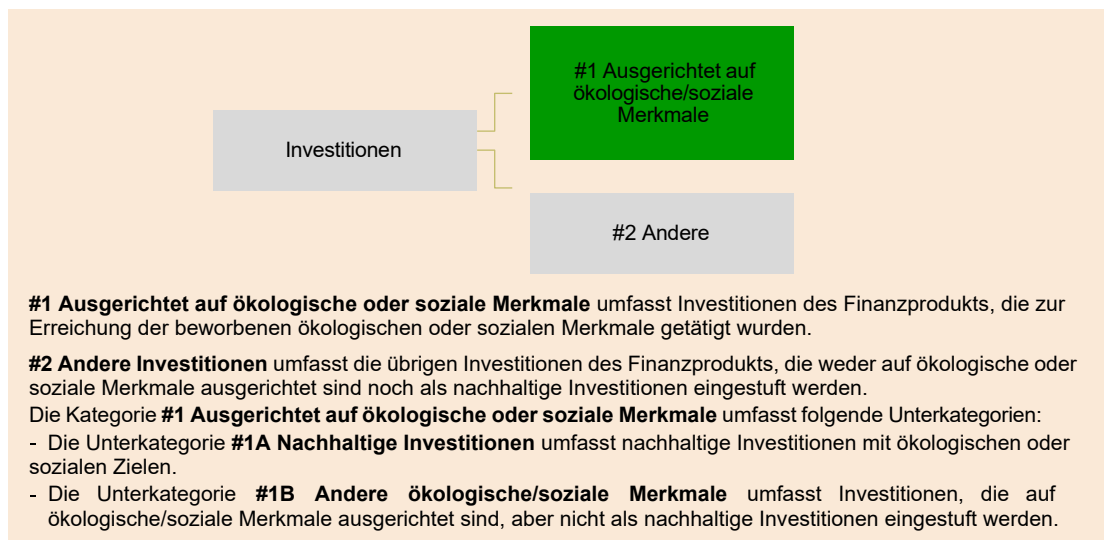 #1 Ausgerichtet auf
ökologische/soziale
Merkmale
Investitionen
#2 Andere
#1 Ausgerichtet auf ökologische oder soziale Merkmale umfasst Investitionen des Finanzprodukts, die zur
Erreichung der beworbenen ökologischen oder sozialen Merkmale getätigt wurden.
#2 Andere Investitionen umfasst die übrigen Investitionen des Finanzprodukts, die weder auf ökologische oder
soziale Merkmale ausgerichtet sind noch als nachhaltige Investitionen eingestuft werden.
Die Kategorie #1 Ausgerichtet auf ökologische oder soziale Merkmale umfasst folgende Unterkategorien:
- Die Unterkategorie #1A Nachhaltige Investitionen umfasst nachhaltige Investitionen mit ökologischen oder
sozialen Zielen.
- Die Unterkategorie #1B Andere ökologische/soziale Merkmale umfasst Investitionen, die auf
ökologische/soziale Merkmale ausgerichtet sind, aber nicht als nachhaltige Investitionen eingestuft werden.